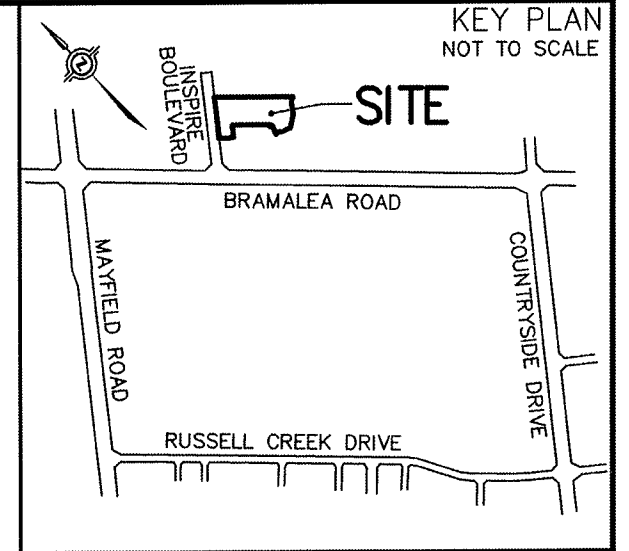 KEY PLAN
NOT TO SCALE
INSPIRE
BOULEVARD
SITE
BRAMALEA ROAD
MAYFIELD ROAD
COUNTRYSIDE DRIVE
RUSSELL CREEK DRIVE